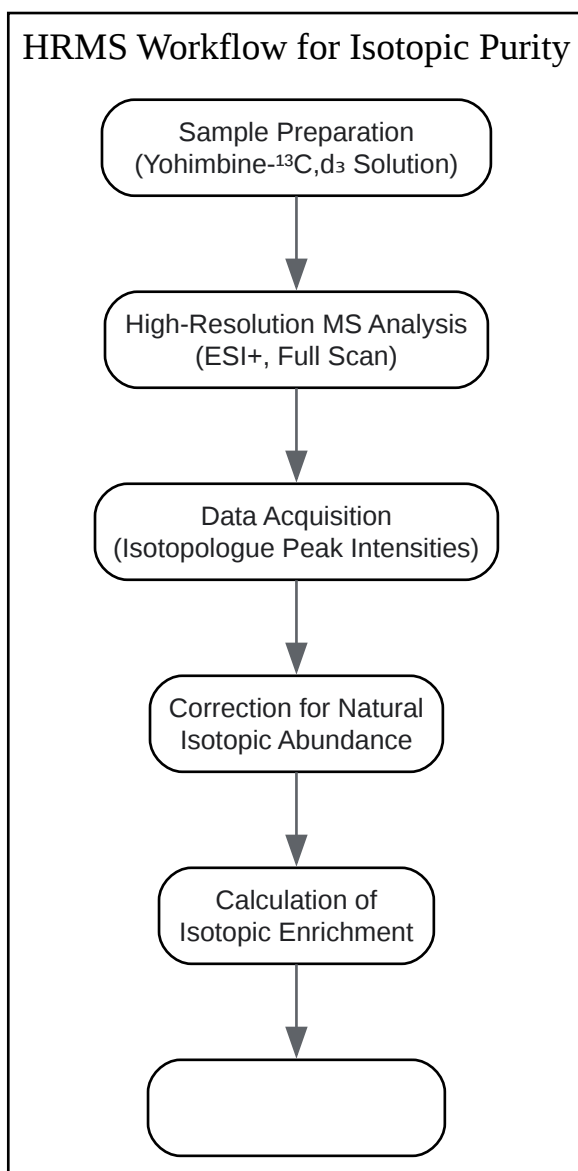 HRMS Workflow for Isotopic Purity
Sample Preparation
(Yohimbine-¹³C,d₃ Solution)
High-Resolution MS Analysis
(ESI+, Full Scan)
Data Acquisition
(Isotopologue Peak Intensities)
Correction for Natural
Isotopic Abundance
Calculation of
Isotopic Enrichment